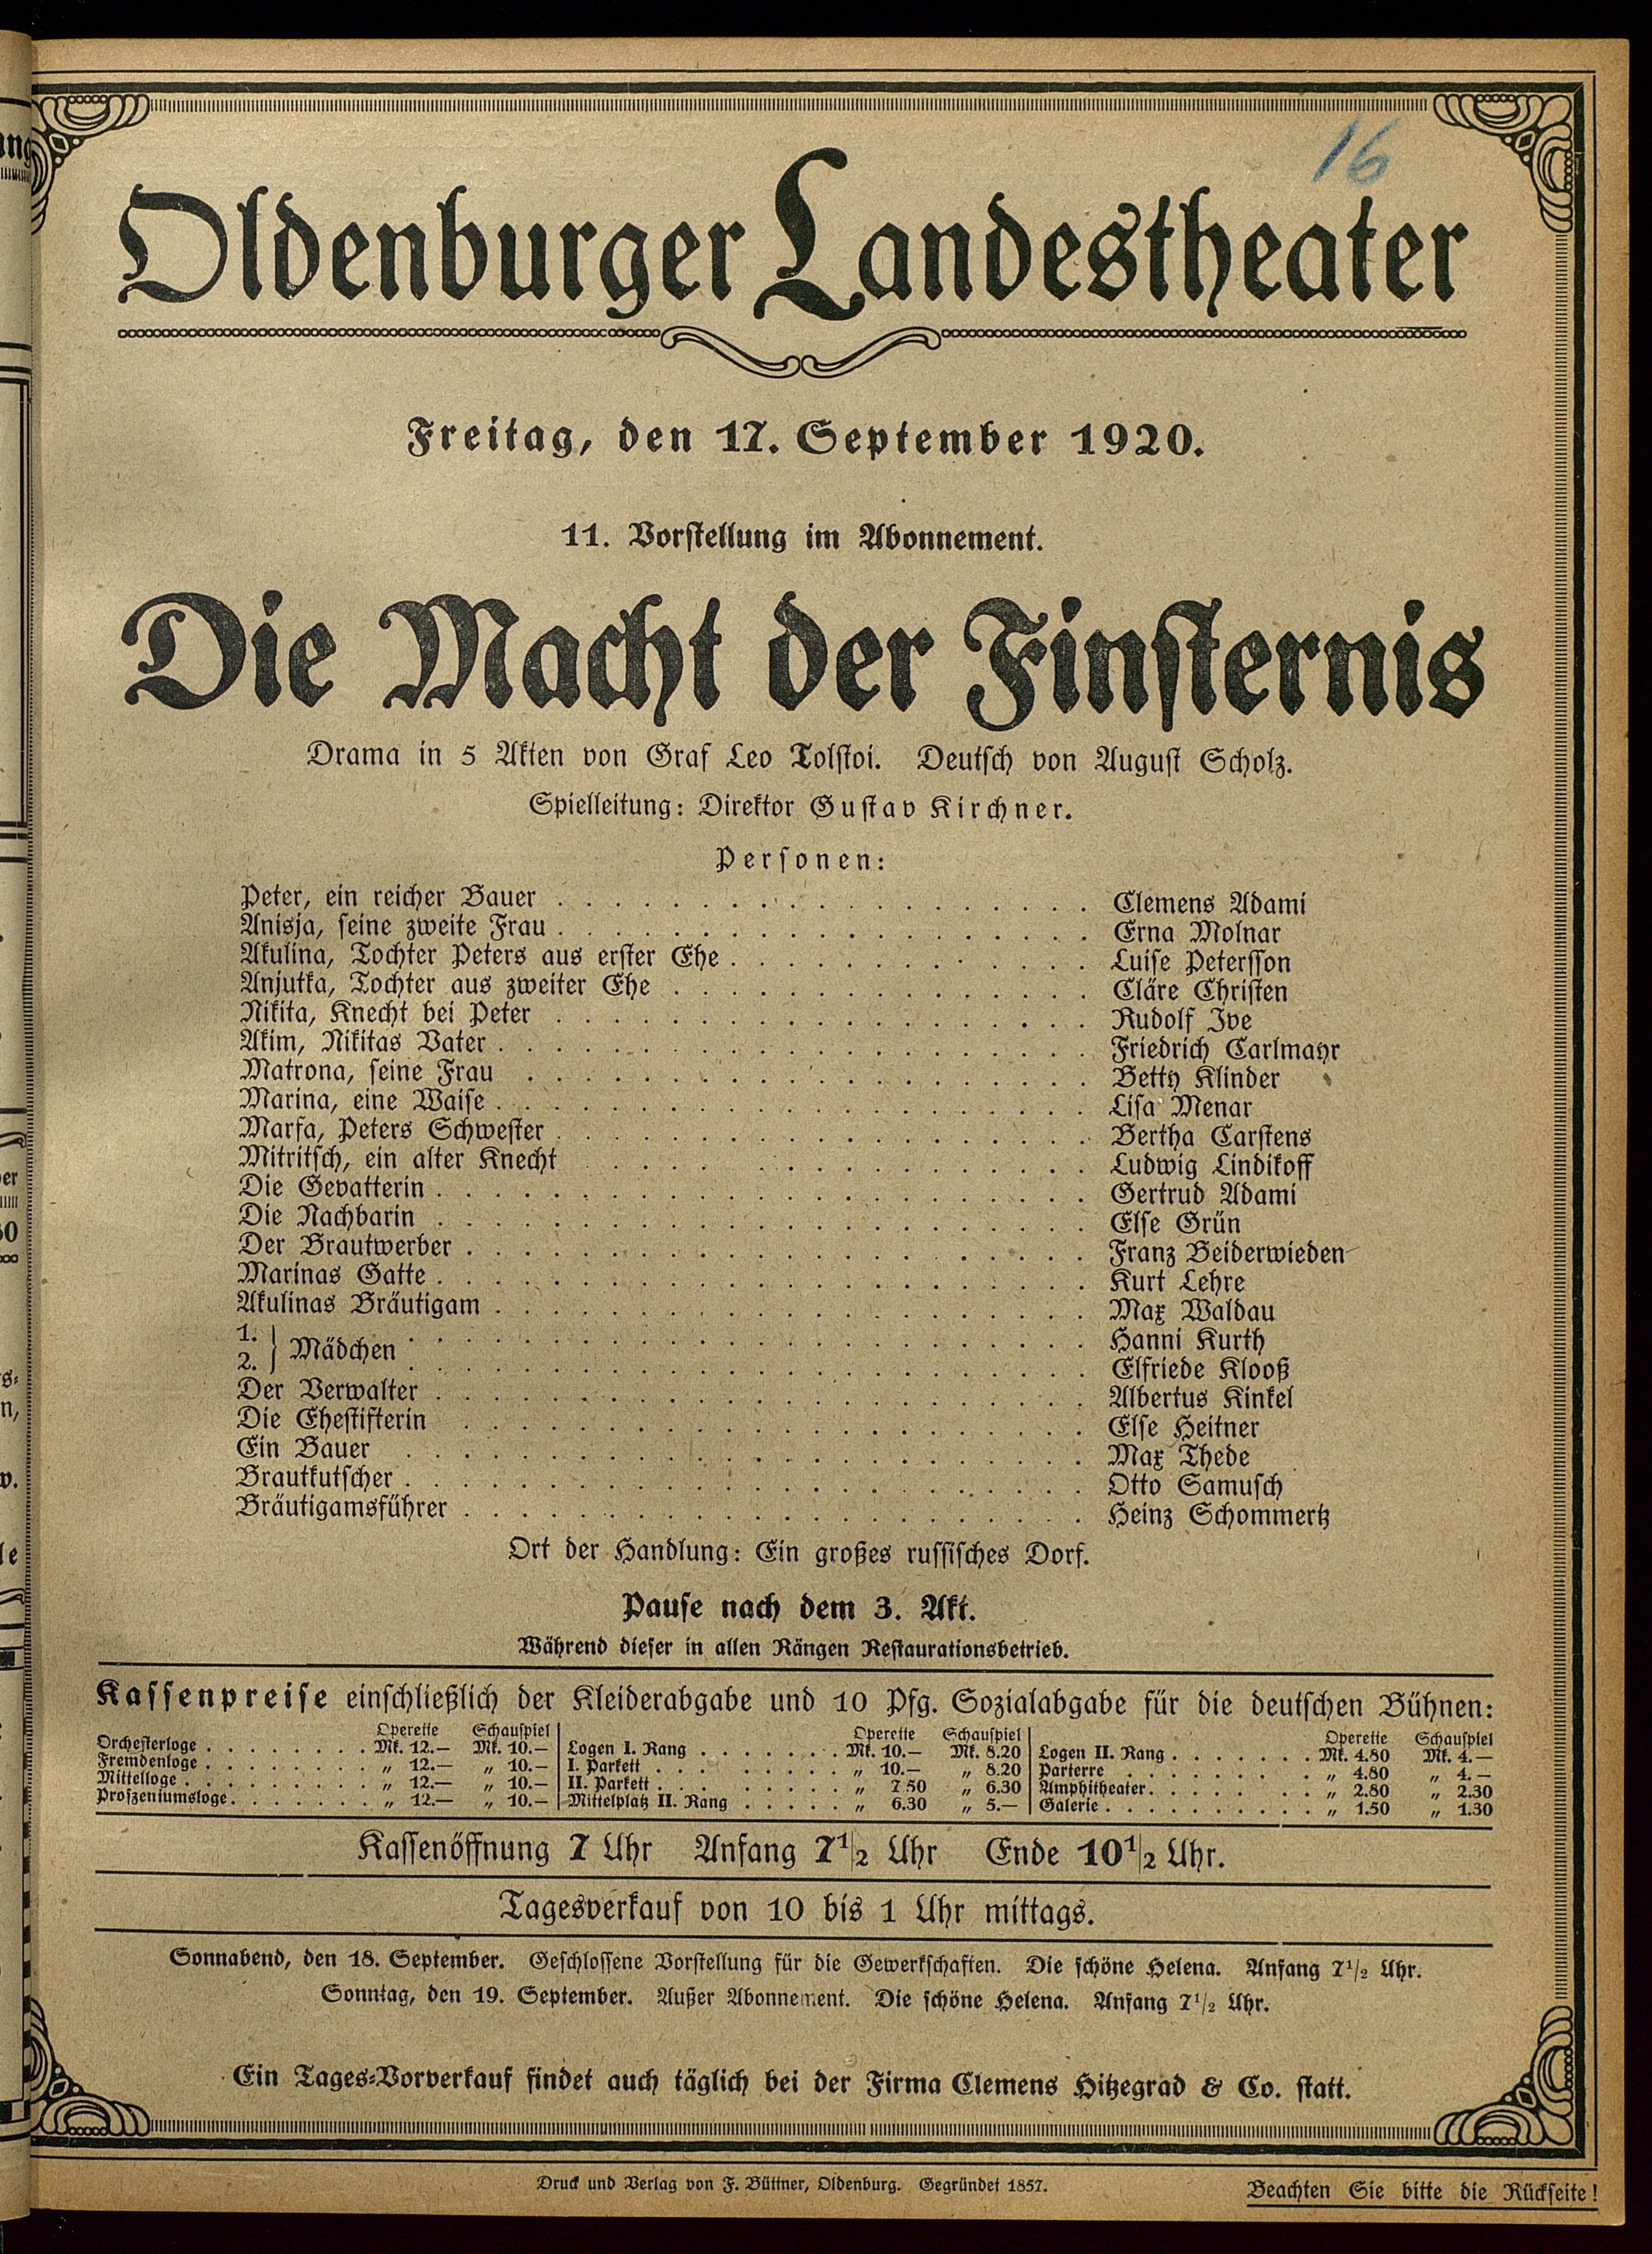 16
Oldenburger Landestheater
Freitag, den 17. September 1920.
11. Vorstellung im Abonnement.
Die Macht der Finsternis
Drama in 5 Akten von Graf Leo Tolstoi. Deutsch von August Scholz.
Spielleitung: Direktor Gustav Kirchner.
Personen:
Peter, ein reicher Bauer . . . Clemens Adami
Anisja, seine zweite Frau . . . Erna Molnar
Akulina, Tochter Peters aus erster Ehe . . . Luise Petersson
Anjutka, Tochter aus zweiter Ehe . . . Cläre Christen
Nikita, Knecht bei Peter . . . Rudolf Ive
Akim, Nikitas Vater . . . Friedrich Carlmayr
Matrona, seine Frau . . . Betty Klinder
Marina, eine Waise . . . Lisa Menar
Marfa, Peters Schwester . . . Bertha Carstens
Mitritsch, ein alter Knecht . . . Ludwig Lindikoff
Die Gevatterin . . . Gertrud Adami
Die Nachbarin . . . Else Grün
Der Brautwerber . . . Franz Beiderwieden
Marinas Gatte . . . Kurt Lehre
Akulinas Bräutigam . . . Max Waldau
1. } Mädchen . . . Hanni Kurth
2. } . . . Elfriede Klooß
Der Verwalter . . . Albertus Kinkel
Die Ehestifterin . . . Else Heitner
Ein Bauer . . . Max Thede
Brautkutscher . . . Otto Samusch
Bräutigamsführer . . . Heinz Schommertz
Ort der Handlung: Ein großes russisches Dorf.
Pause nach dem 3. Akt.
Während dieser in allen Rängen Restaurationsbetrieb.
Kassenpreise einschließlich der Kleiderabgabe und 10 Pfg. Sozialabgabe für die deutschen Bühnen:
Operette Schauspiel
Orchesterloge . . . Mk. 12.— Mk. 10.—
Fremdenloge . . . „ 12.— „ 10.—
Mittelloge . . . „ 12.— „ 10.—
Proszeniumsloge . . . „ 12.— „ 10.—
Operette Schauspiel
Logen I. Rang . . . Mk. 10.— Mk. 8.20
I. Parkett . . . „ 10.— „ 8.20
II. Parkett . . . „ 7.50 „ 6.30
Mittelplatz II. Rang . . . „ 6.30 „ 5.—
Operette Schauspiel
Logen II. Rang . . . Mk. 4.80 Mk. 4.—
Parterre . . . „ 4.80 „ 4.—
Amphitheater . . . „ 2.80 „ 2.30
Galerie . . . „ 1.50 „ 1.30
Kassenöffnung 7 Uhr Anfang 7 1/2 Uhr Ende 10 1/2 Uhr.
Tagesverkauf von 10 bis 1 Uhr mittags.
Sonnabend, den 18. September. Geschlossene Vorstellung für die Gewerkschaften. Die schöne Helena. Anfang 7 1/2 Uhr.
Sonntag, den 19. September. Außer Abonnement. Die schöne Helena. Anfang 7 1/2 Uhr.
Ein Tages-Vorverkauf findet auch täglich bei der Firma Clemens Hitzegrad & Co. statt.
Druck und Verlag von F. Büttner, Oldenburg. Gegründet 1857.
Beachten Sie bitte die Rückseite!